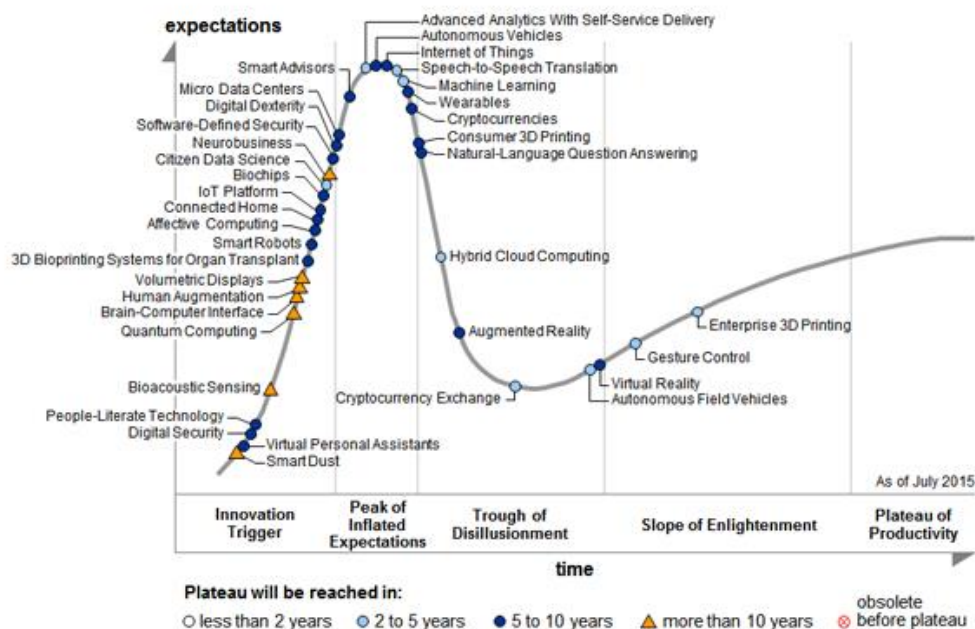 expectations
Advanced Analytics With Self-Service Delivery
Autonomous Vehicles
Internet of Things
Smart Advisors
Speech-to-Speech Translation
Machine Learning
Micro Data Centers
Wearables
Digital Dexterity
Cryptocurrencies
Software-Defined Security
Consumer 3D Printing
Neurobusiness
Natural-Language Question Answering
Citizen Data Science
Biochips
IoT Platform
Connected Home
Affective Computing
Smart Robots
Hybrid Cloud Computing
3D Bioprinting Systems for Organ Transplant
Volumetric Displays
Human Augmentation
Brain-Computer Interface
Quantum Computing
Augmented Reality
Enterprise 3D Printing
Gesture Control
Bioacoustic Sensing
Virtual Reality
Cryptocurrency Exchange
Autonomous Field Vehicles
People-Literate Technology
Digital Security
Virtual Personal Assistants
Smart Dust
As of July 2015
Innovation
Trigger
Peak of
Inflated
Expectations
Trough of
Disillusionment
Slope of Enlightenment
Plateau of
Productivity
time
Plateau will be reached in:
less than 2 years
2 to 5 years
5 to 10 years
more than 10 years
obsolete
before plateau